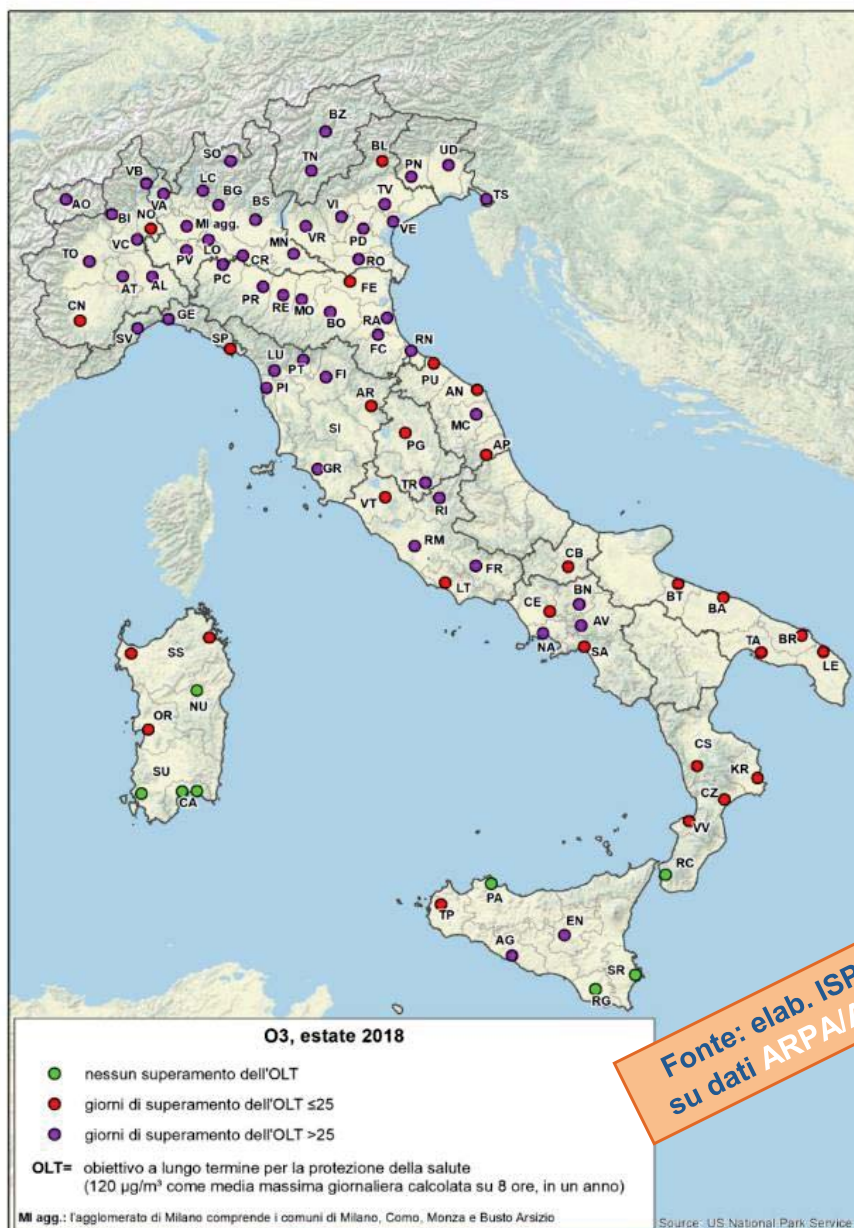 BZ
BL
UD
SO
TN
PN
VB
LC
TV
TS
AO
VA
BG
BS
VI
BI
NO
MI agg.
VR
PD
VE
VC
LO
MN
TO
PV
CR
RO
AT
AL
PC
FE
CN
PR
RE
MO
BO
RA
GE
SV
FC
RN
SP
LU
PT
FI
PU
PI
AR
AN
MC
SI
PG
AP
GR
TR
VT
RI
RM
FR
CB
LT
BN
BT
BA
CE
AV
NA
SA
TA
BR
LE
SS
NU
OR
CS
KR
SU
CA
CZ
VV
RC
PA
TP
EN
AG
SR
RG
Fonte: elab. ISP
su dati ARPA/A
O3, estate 2018
nessun superamento dell'OLT
giorni di superamento dell'OLT ≤25
giorni di superamento dell'OLT >25
OLT= obiettivo a lungo termine per la protezione della salute
(120 µg/m³ come media massima giornaliera calcolata su 8 ore, in un anno)
MI agg.: l'agglomerato di Milano comprende i comuni di Milano, Como, Monza e Busto Arsizio
Source: US National Park Service